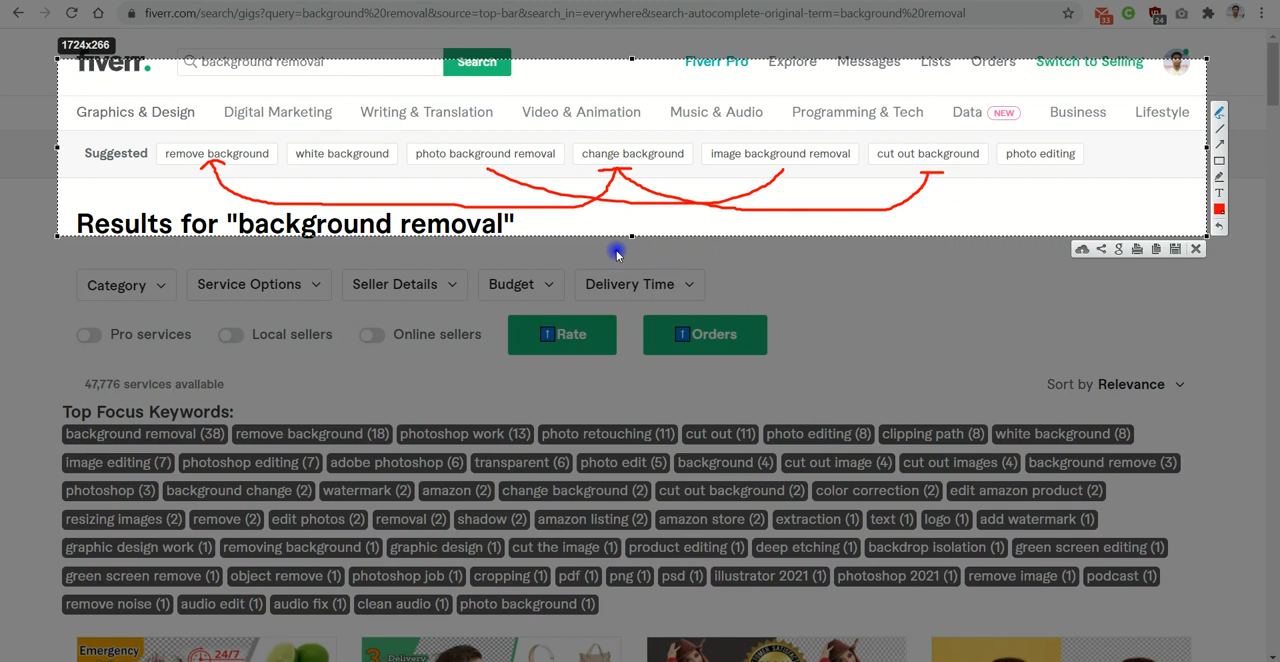 fiverr.com/search/gigs?query=background%20removal&source=top-bar&search_in=everywhere&search-autocomplete-original-term=background%20removal
33
24
1724x266
fiverr.
background removal
Search
Fiverr Pro
Explore
Messages
Lists
Orders
Switch to Selling
Graphics & Design
Digital Marketing
Writing & Translation
Video & Animation
Music & Audio
Programming & Tech
Data NEW
Business
Lifestyle
Suggested
remove background
white background
photo background removal
change background
image background removal
cut out background
photo editing
Results for "background removal"
Category
Service Options
Seller Details
Budget
Delivery Time
Pro services
Local sellers
Online sellers
Rate
Orders
47,776 services available
Sort by Relevance
Top Focus Keywords:
background removal (38) remove background (18) photoshop work (13) photo retouching (11) cut out (11) photo editing (8) clipping path (8) white background (8)
image editing (7) photoshop editing (7) adobe photoshop (6) transparent (6) photo edit (5) background (4) cut out image (4) cut out images (4) background remove (3)
photoshop (3) background change (2) watermark (2) amazon (2) change background (2) cut out background (2) color correction (2) edit amazon product (2)
resizing images (2) remove (2) edit photos (2) removal (2) shadow (2) amazon listing (2) amazon store (2) extraction (1) text (1) logo (1) add watermark (1)
graphic design work (1) removing background (1) graphic design (1) cut the image (1) product editing (1) deep etching (1) backdrop isolation (1) green screen editing (1)
green screen remove (1) object remove (1) photoshop job (1) cropping (1) pdf (1) png (1) psd (1) illustrator 2021 (1) photoshop 2021 (1) remove image (1) podcast (1)
remove noise (1) audio edit (1) audio fix (1) clean audio (1) photo background (1)
Emergency
24/7
3
Delivery